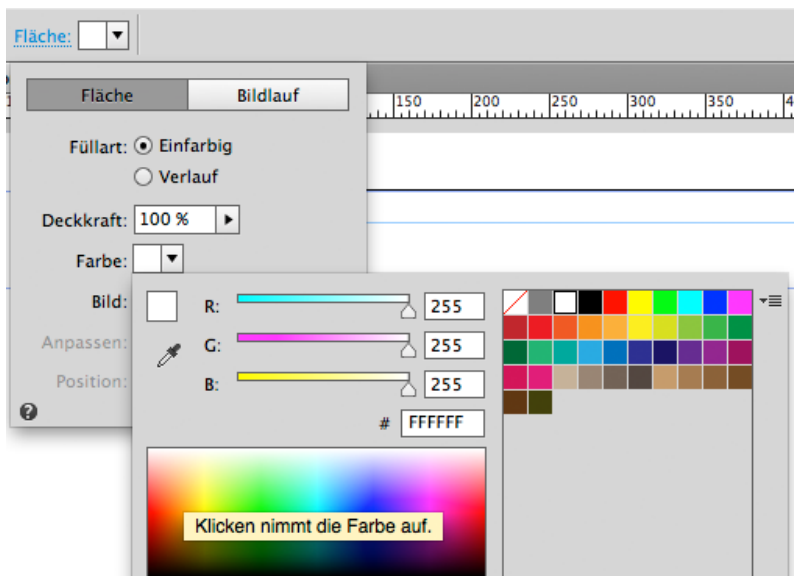 Fläche:
Fläche Bildlauf
150 200 250 300 350 4
Füllart: Einfarbig
Verlauf
Deckkraft: 100 %
Farbe:
Bild: R: 255
Anpassen: G: 255
Position: B: 255
# FFFFFF
Klicken nimmt die Farbe auf.